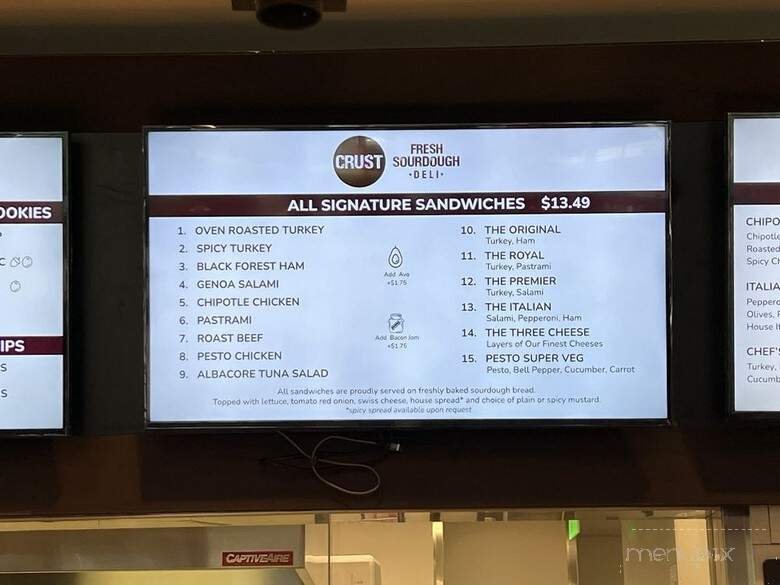 CRUST
FRESH
SOURDOUGH
•DELI•
ALL SIGNATURE SANDWICHES $13.49
1. OVEN ROASTED TURKEY
2. SPICY TURKEY
3. BLACK FOREST HAM
4. GENOA SALAMI
5. CHIPOTLE CHICKEN
6. PASTRAMI
7. ROAST BEEF
8. PESTO CHICKEN
9. ALBACORE TUNA SALAD
Add Avo
+$1.75
Add Bacon Jam
+$1.75
10. THE ORIGINAL
Turkey, Ham
11. THE ROYAL
Turkey, Pastrami
12. THE PREMIER
Turkey, Salami
13. THE ITALIAN
Salami, Pepperoni, Ham
14. THE THREE CHEESE
Layers of Our Finest Cheeses
15. PESTO SUPER VEG
Pesto, Bell Pepper, Cucumber, Carrot
All sandwiches are proudly served on freshly baked sourdough bread.
Topped with lettuce, tomato red onion, swiss cheese, house spread* and choice of plain or spicy mustard.
*spicy spread available upon request
OOKIES
C
IPS
S
S
CHIPO
Chipotle
Roasted
Spicy Ch
ITALIA
Peppero
Olives, F
House It
CHEF'S
Turkey,
Cucumb
CAPTIVEAIRE
menupix